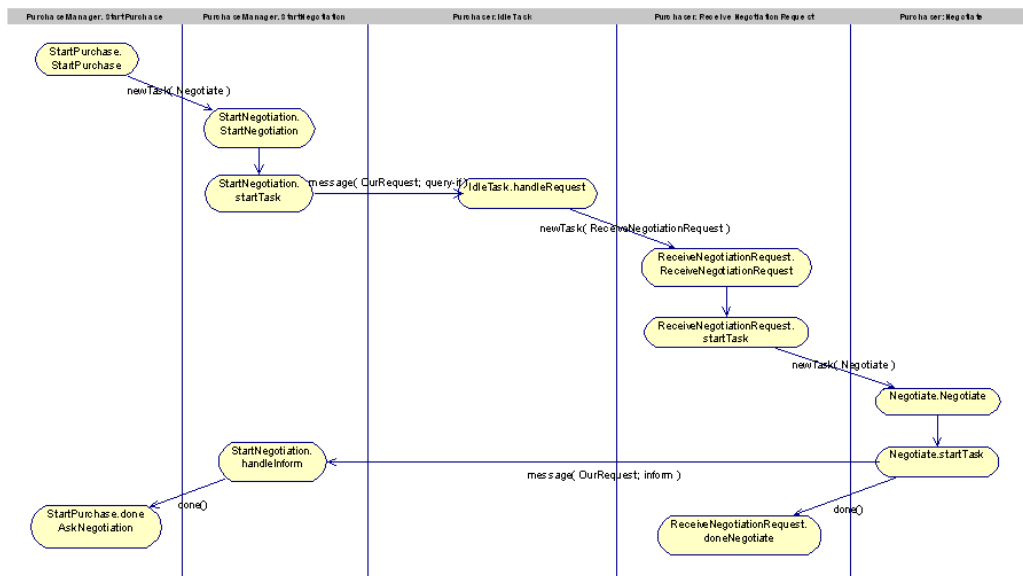 PurchaseManager.StartPurchase
PurchaseManager.StartNegotiation
Purchaser:IdleTask
Purchaser:Receive Negotiation Request
Purchaser:Negotiate
StartPurchase.
StartPurchase
newTask( Negotiate )
StartNegotiation.
StartNegotiation
StartNegotiation.
startTask
message( OurRequest; query-if )
IdleTask.handleRequest
newTask( ReceiveNegotiationRequest )
ReceiveNegotiationRequest.
ReceiveNegotiationRequest
ReceiveNegotiationRequest.
startTask
newTask( Negotiate )
Negotiate.Negotiate
StartNegotiation.
handleInform
Negotiate.startTask
message( OurRequest; inform )
done()
StartPurchase.done
AskNegotiation
done()
ReceiveNegotiationRequest.
doneNegotiate